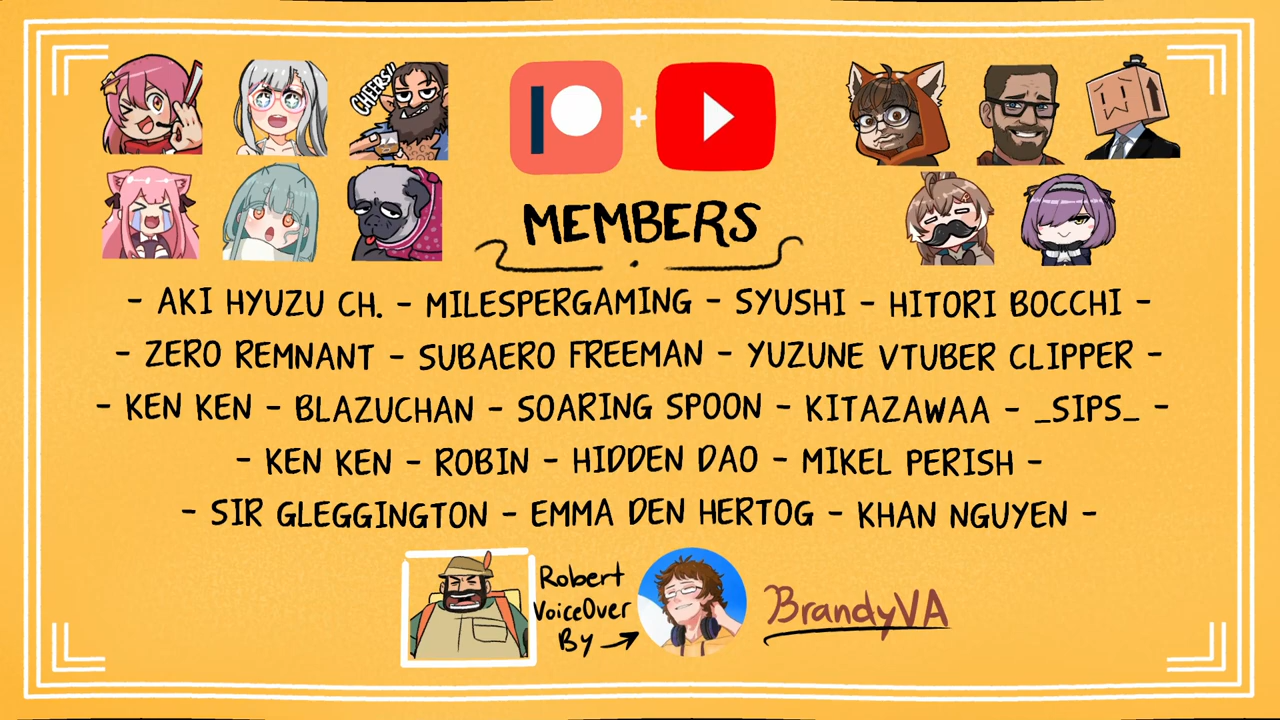 CHEERS!!
+
MEMBERS
- AKI HYUZU CH. - MILESPERGAMING - SYUSHI - HITORI BOCCHI -
- ZERO REMNANT - SUBAERO FREEMAN - YUZUNE VTUBER CLIPPER -
- KEN KEN - BLAZUCHAN - SOARING SPOON - KITAZAWAA - _SIPS_ -
- KEN KEN - ROBIN - HIDDEN DAO - MIKEL PERISH -
- SIR GLEGGINGTON - EMMA DEN HERTOG - KHAN NGUYEN -
Robert
VoiceOver
By
BrandyVA